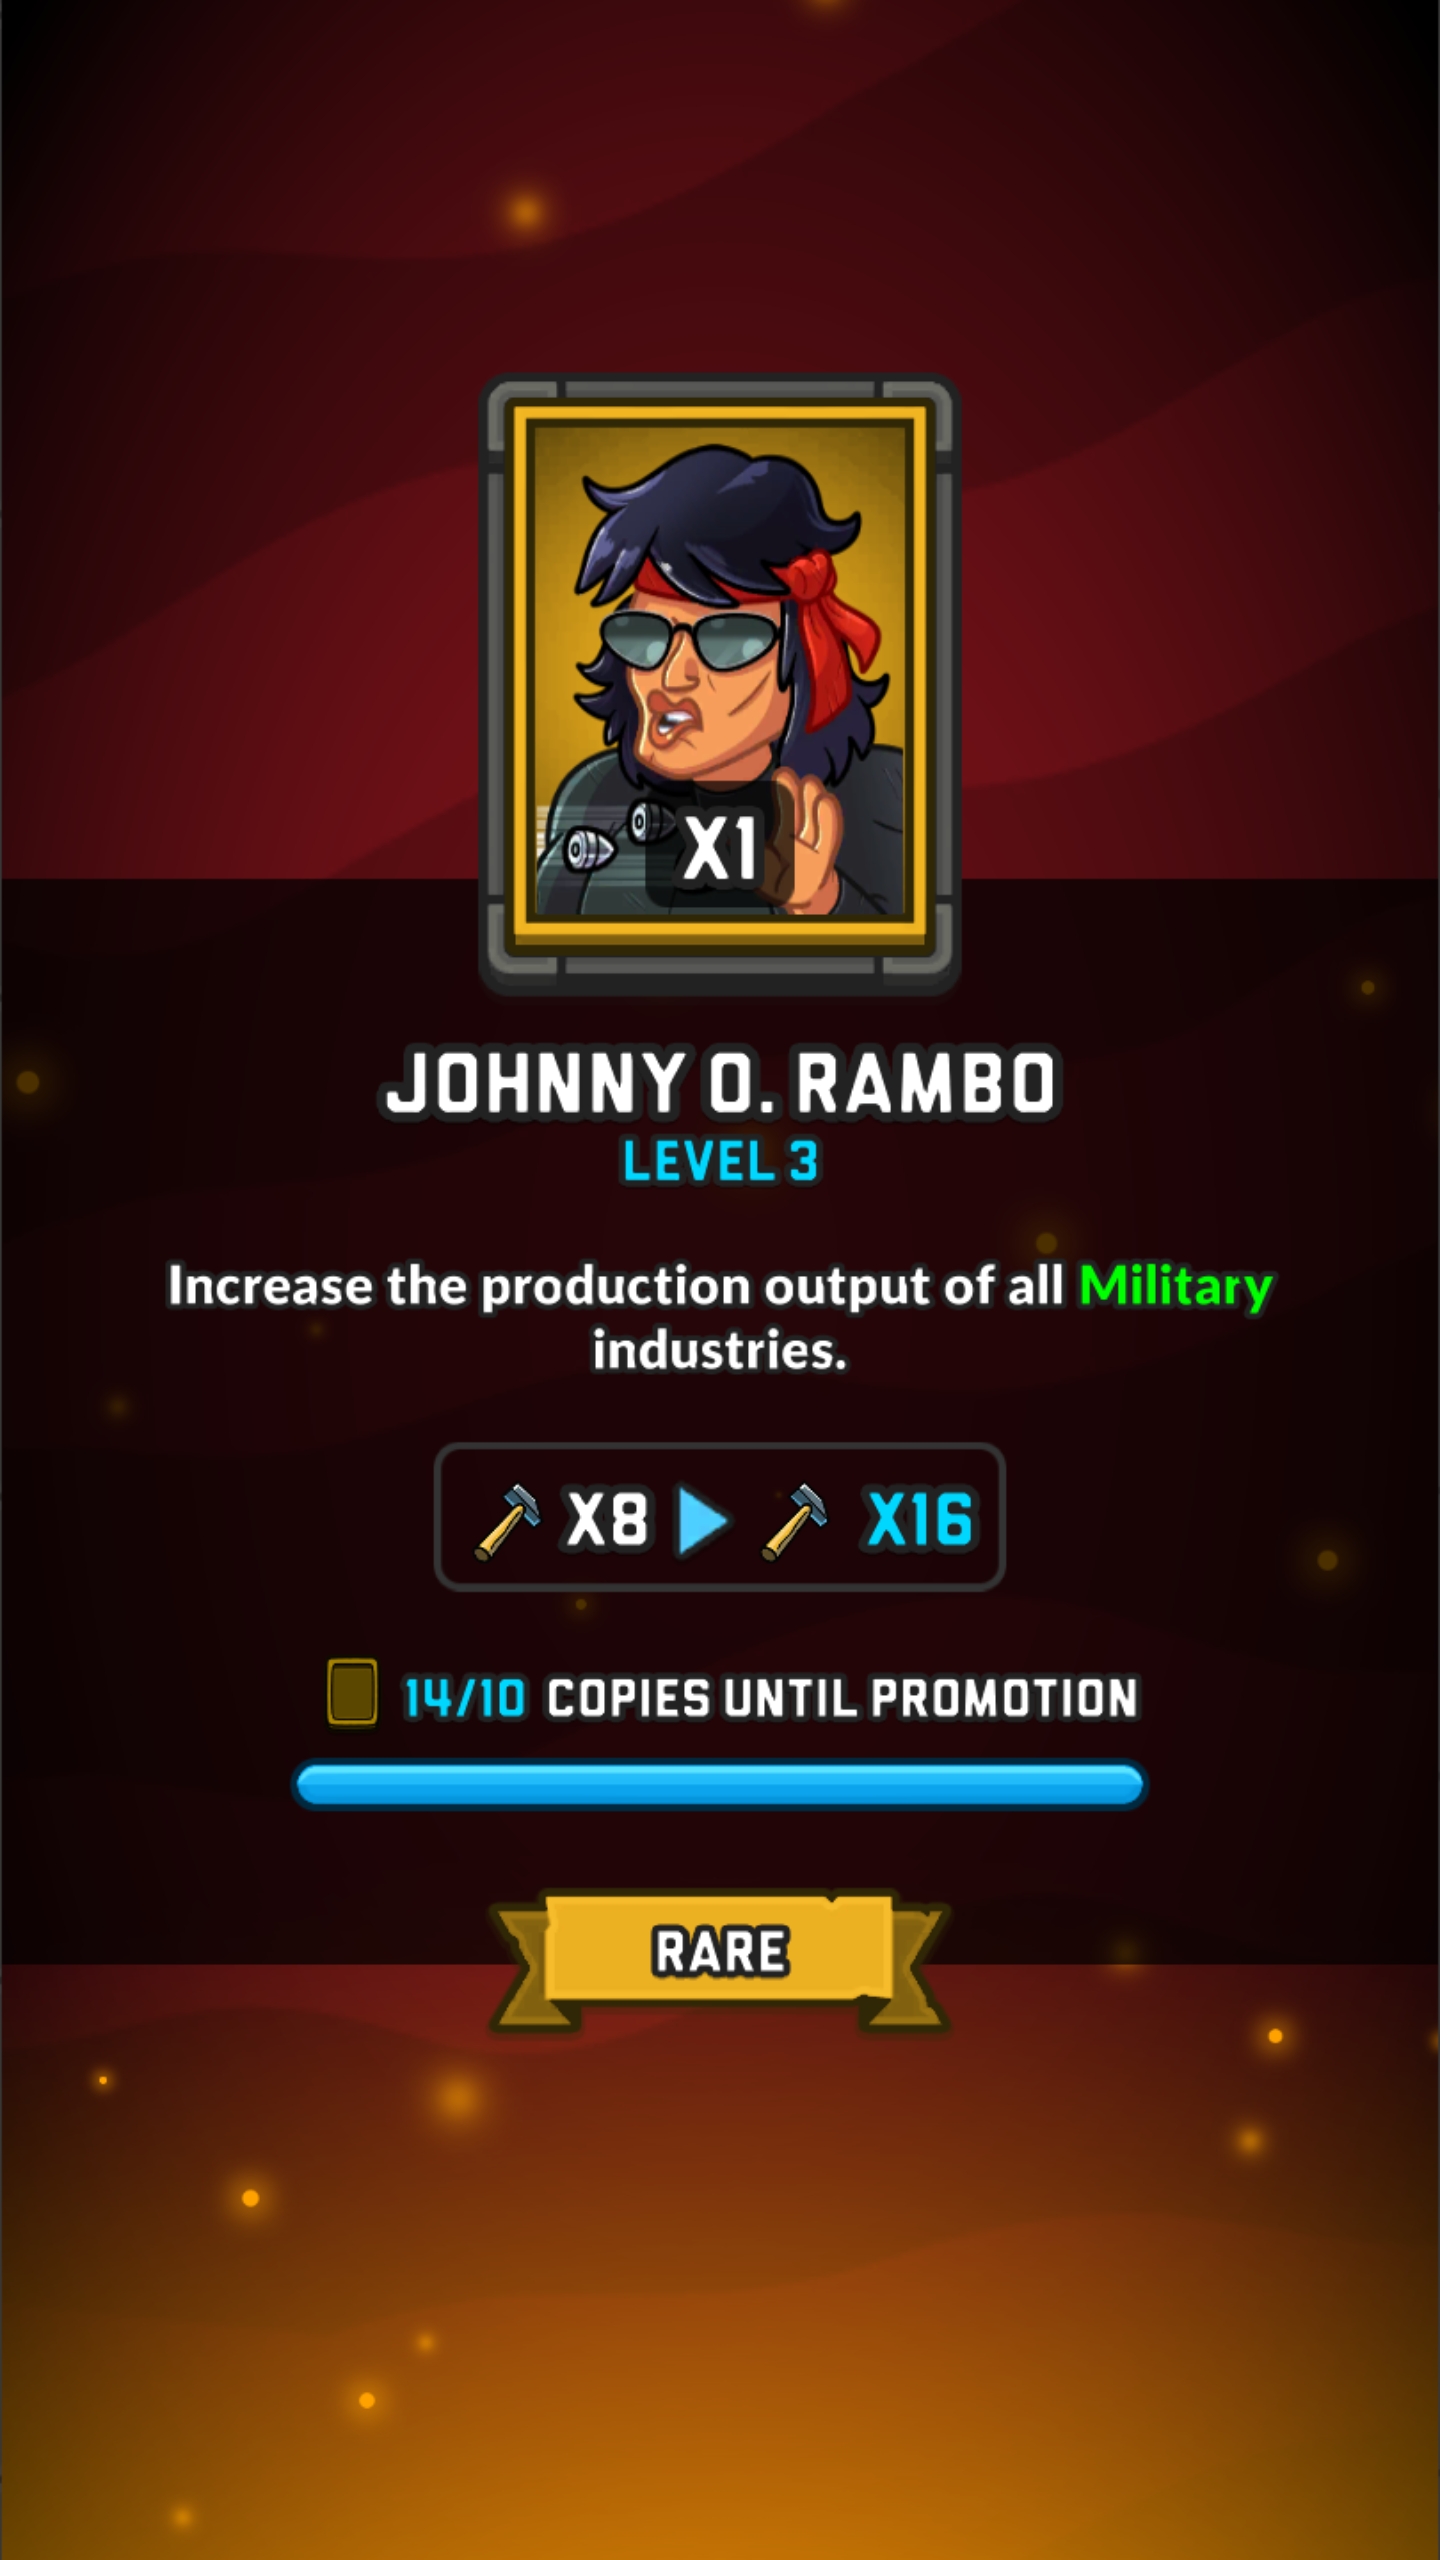 X1
JOHNNY O. RAMBO
LEVEL 3
Increase the production output of all Military
industries.
X8 X16
14/10 COPIES UNTIL PROMOTION
RARE